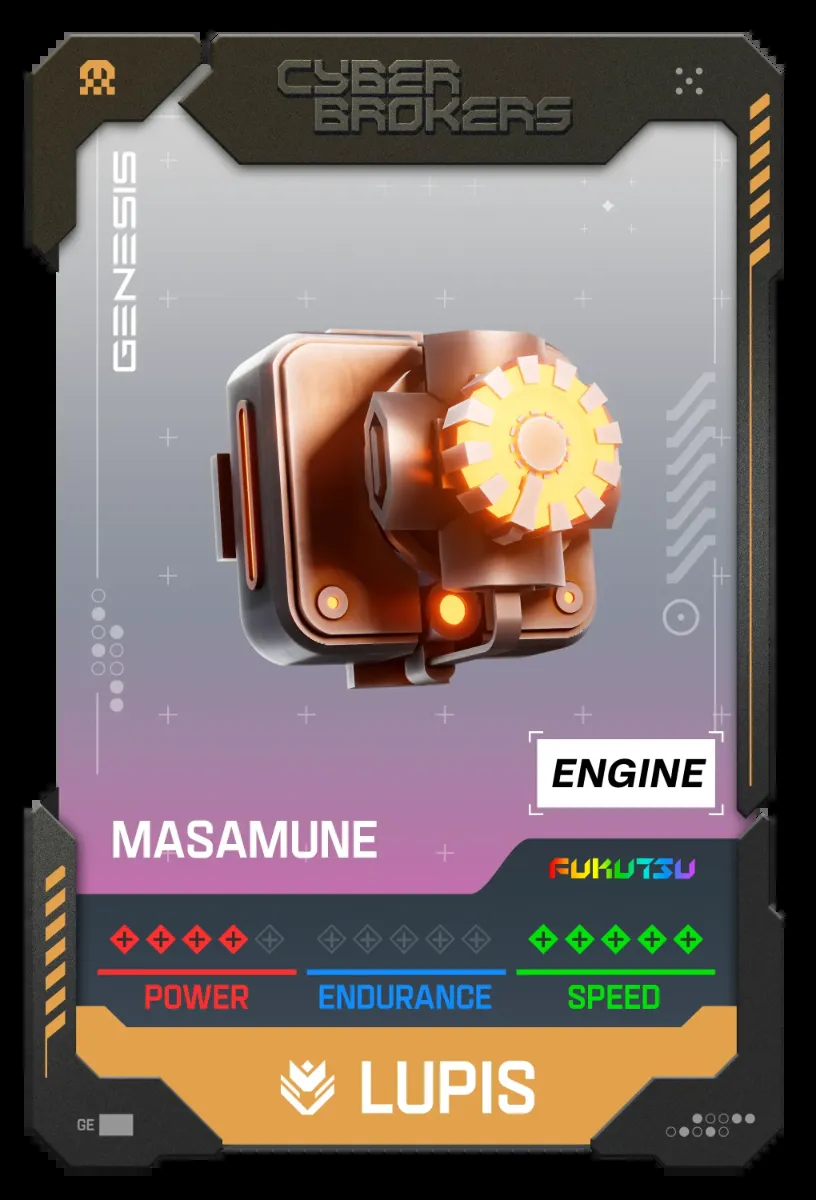 CYBER
BROKERS
GENESIS
ENGINE
MASAMUNE
FUKUTSU
POWER
ENDURANCE
SPEED
LUPIS
GE